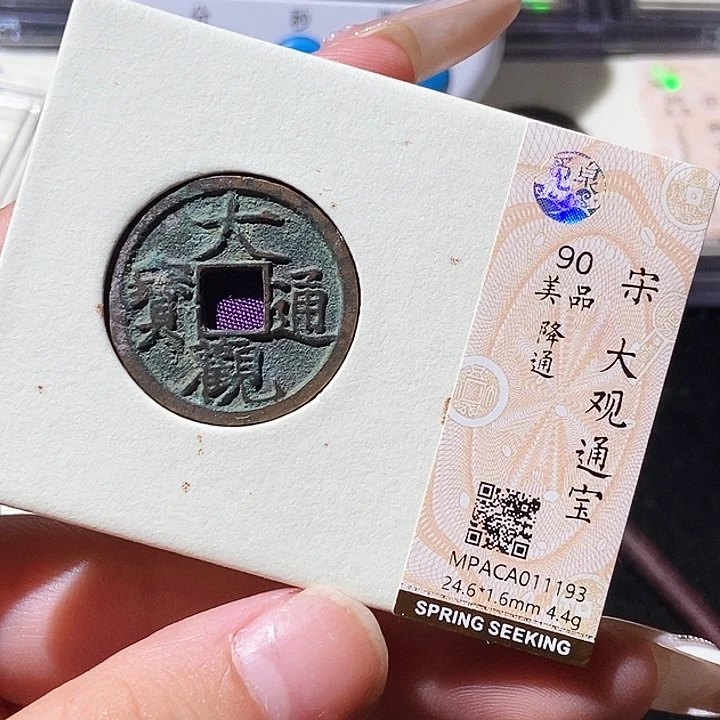 大
觀
通
寶
宋 大观通宝
90
美品
降通
MPACA011193
24.6*1.6mm 4.4g
SPRING SEEKING
秒